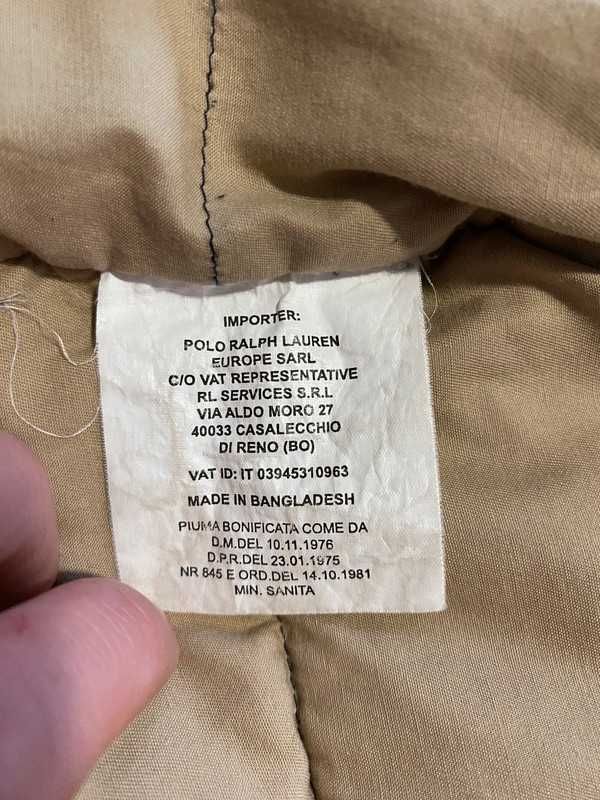 IMPORTER:
POLO RALPH LAUREN
EUROPE SARL
C/O VAT REPRESENTATIVE
RL SERVICES S.R.L
VIA ALDO MORO 27
40033 CASALECCHIO
DI RENO (BO)
VAT ID: IT 03945310963
MADE IN BANGLADESH
PIUMA BONIFICATA COME DA
D.M.DEL 10.11.1976
D.P.R.DEL 23.01.1975
NR 845 E ORD.DEL 14.10.1981
MIN. SANITA